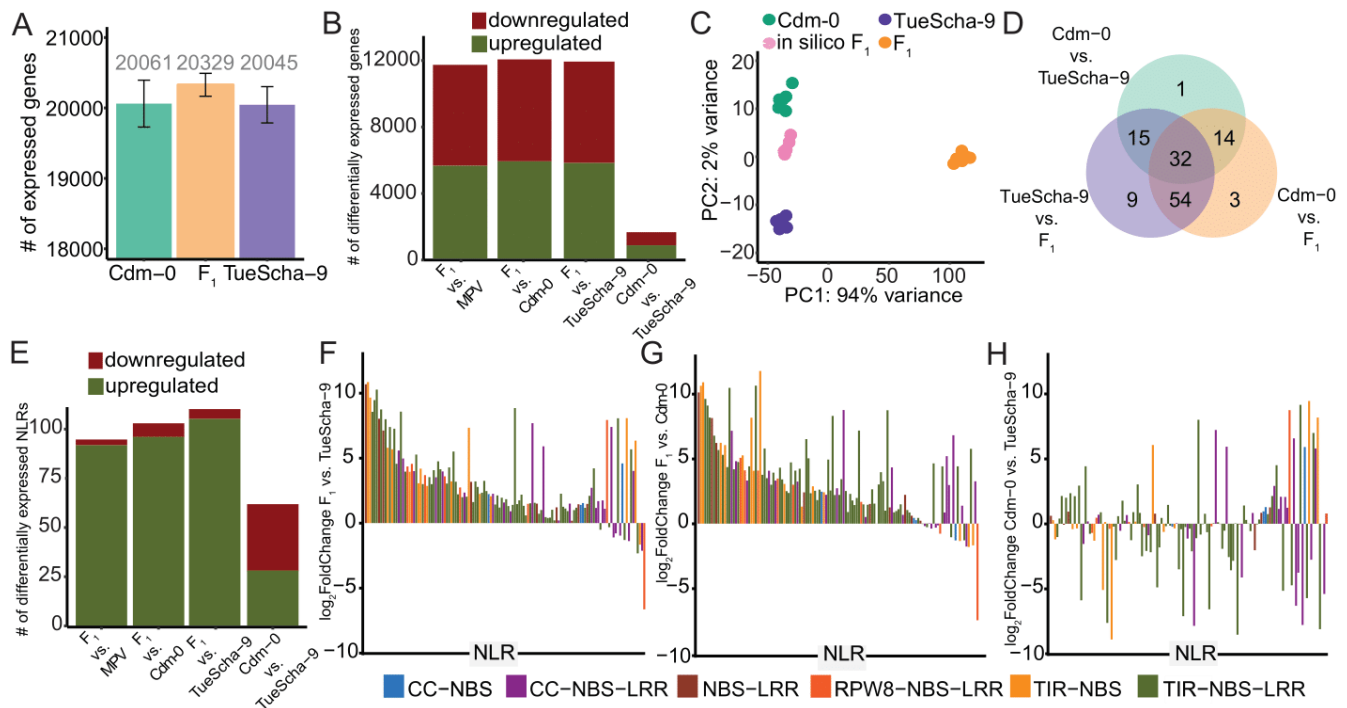 A
# of expressed genes
21000
20000
19000
18000
20061 20329 20045
Cdm−0 F1 TueScha−9
B
downregulated
upregulated
# of differentially expressed genes
12000
8000
4000
0
F1 vs. MPV
F1 vs. Cdm-0
F1 vs. TueScha−9
Cdm−0 vs. TueScha−9
C
Cdm-0 TueScha-9
in silico F1 F1
PC2: 2% variance
20
10
0
−10
−20
−50 0 50 100
PC1: 94% variance
D
Cdm-0
vs.
TueScha-9
1
15 14
32
9 54 3
TueScha-9
vs.
F1
Cdm-0
vs.
F1
E
downregulated
upregulated
# of differentially expressed NLRs
100
75
50
25
0
F1 vs. MPV
F1 vs. Cdm-0
F1 vs. TueScha−9
Cdm−0 vs. TueScha−9
F
log2FoldChange F1 vs. TueScha-9
10
5
0
−5
−10
NLR
G
log2FoldChange F1 vs. Cdm-0
10
5
0
−5
−10
NLR
H
log2FoldChange Cdm-0 vs. TueScha-9
10
5
0
−5
−10
NLR
CC−NBS CC−NBS−LRR NBS−LRR RPW8−NBS−LRR TIR−NBS TIR−NBS−LRR